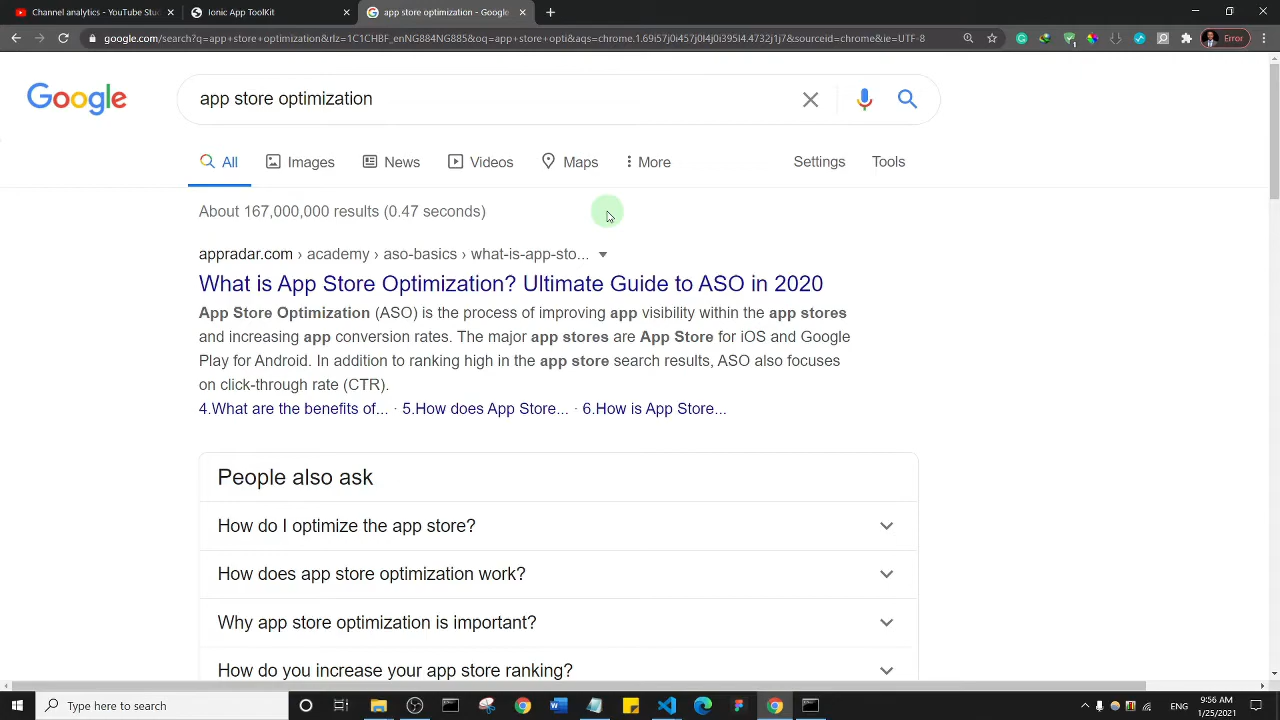 Channel analytics - YouTube Stu
Ionic App ToolKit
app store optimization - Google
google.com/search?q=app+store+optimization&rlz=1C1CHBF_enNG884NG885&oq=app+store+opti&aqs=chrome.1.69i57j0i457j0l4j0i395l4.4732j1j7&sourceid=chrome&ie=UTF-8
Error
Google
app store optimization
All
Images
News
Videos
Maps
More
Settings
Tools
About 167,000,000 results (0.47 seconds)
appradar.com › academy › aso-basics › what-is-app-sto...
What is App Store Optimization? Ultimate Guide to ASO in 2020
App Store Optimization (ASO) is the process of improving app visibility within the app stores
and increasing app conversion rates. The major app stores are App Store for iOS and Google
Play for Android. In addition to ranking high in the app store search results, ASO also focuses
on click-through rate (CTR).
4.What are the benefits of... · 5.How does App Store... · 6.How is App Store...
People also ask
How do I optimize the app store?
How does app store optimization work?
Why app store optimization is important?
How do you increase your app store ranking?
Type here to search
ENG
9:56 AM
1/25/2021